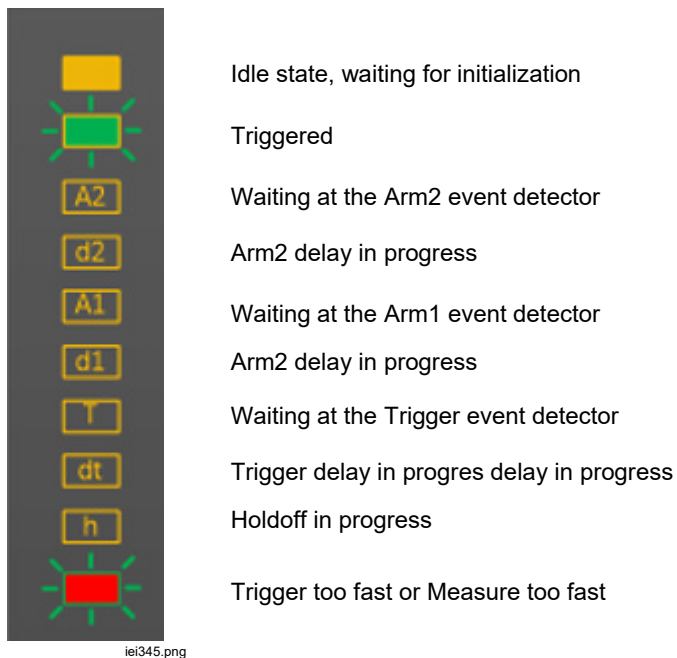 Idle state, waiting for initialization
Triggered
A2 Waiting at the Arm2 event detector
d2 Arm2 delay in progress
A1 Waiting at the Arm1 event detector
d1 Arm2 delay in progress
T Waiting at the Trigger event detector
dt Trigger delay in progres delay in progress
h Holdoff in progress
Trigger too fast or Measure too fast
iei345.png